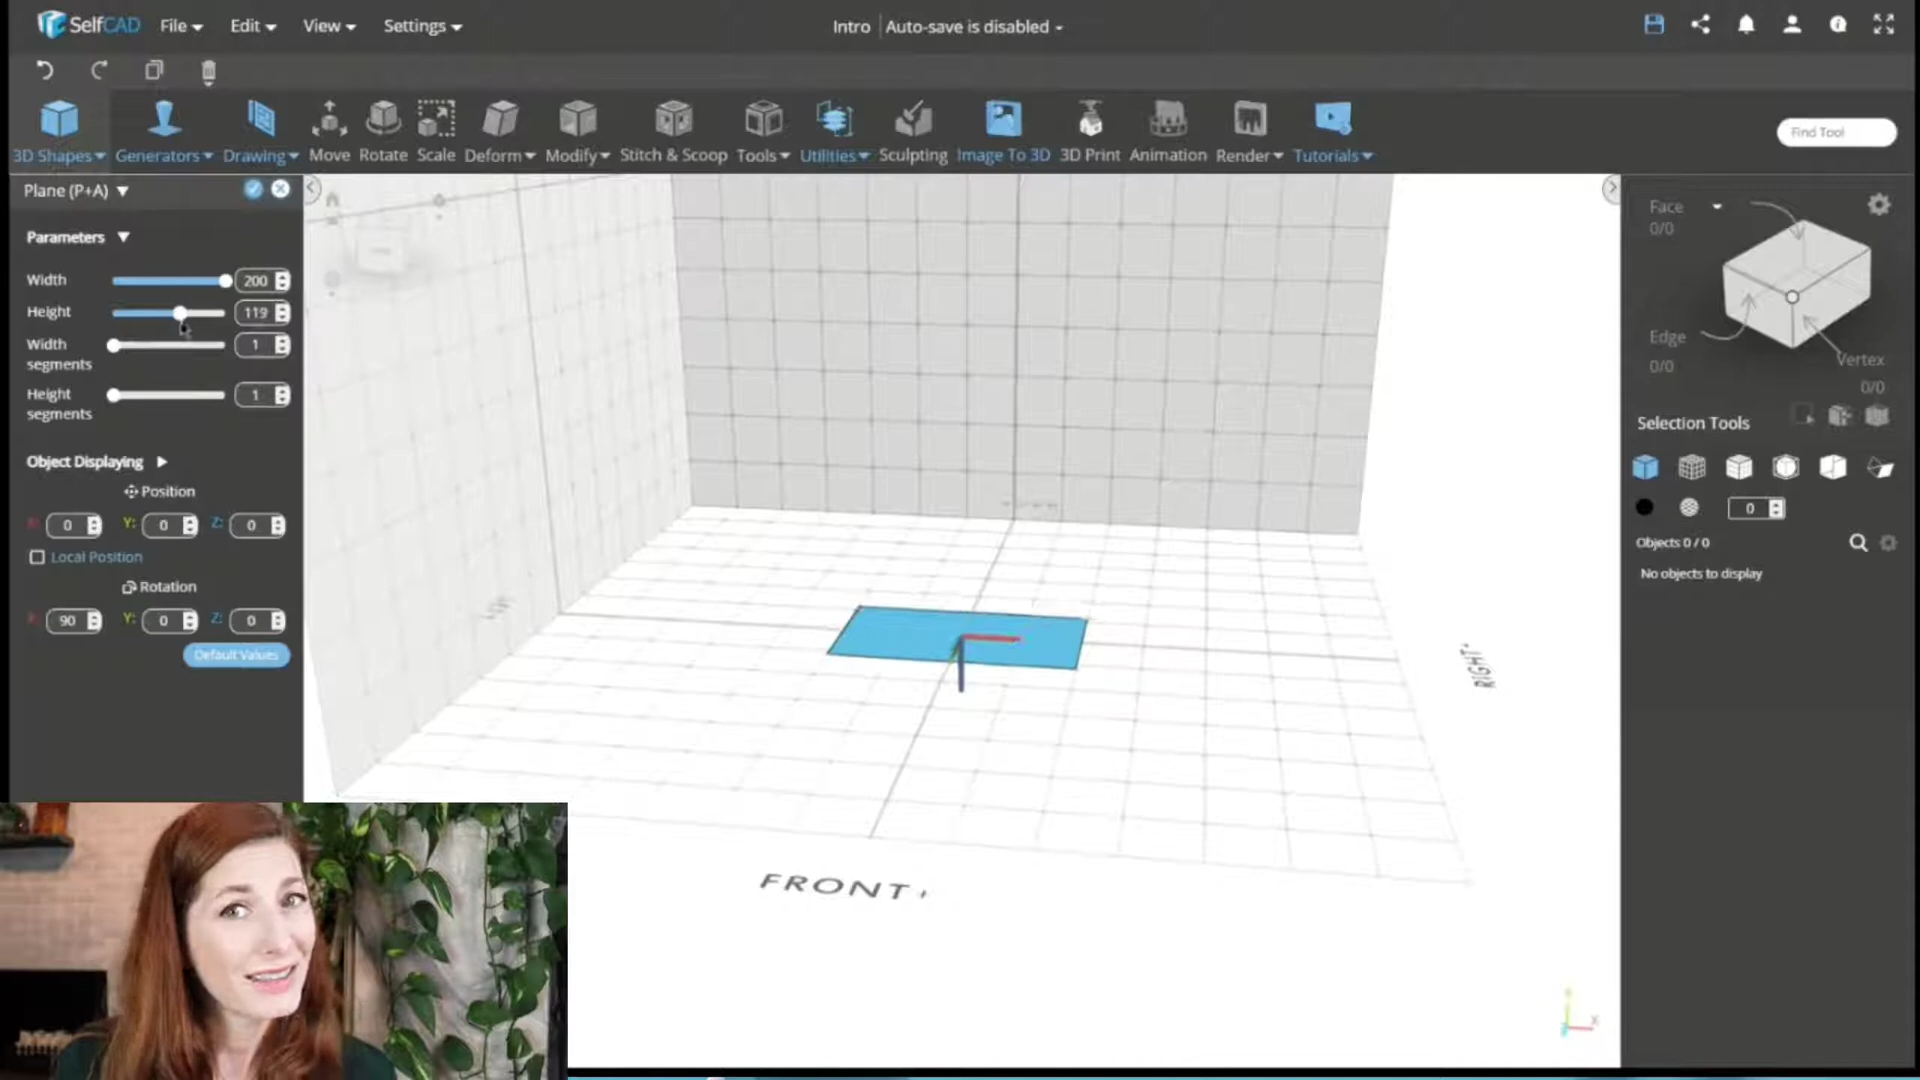 SelfCAD File Edit View Settings Intro Auto-save is disabled
3D Shapes Generators Drawing Move Rotate Scale Deform Modify Stitch & Scoop Tools Utilities Sculpting Image To 3D 3D Print Animation Render Tutorials Find Tool
Plane (P+A)
Parameters
Width 200
Height 119
Width segments 1
Height segments 1
Object Displaying
Position
X: 0 Y: 0 Z: 0
Local Position
Rotation
X: 90 Y: 0 Z: 0
Default Values
FRONT+
RIGHT+
X
Face
0/0
Edge
0/0
Vertex
0/0
Selection Tools
0
Objects 0 / 0
No objects to display